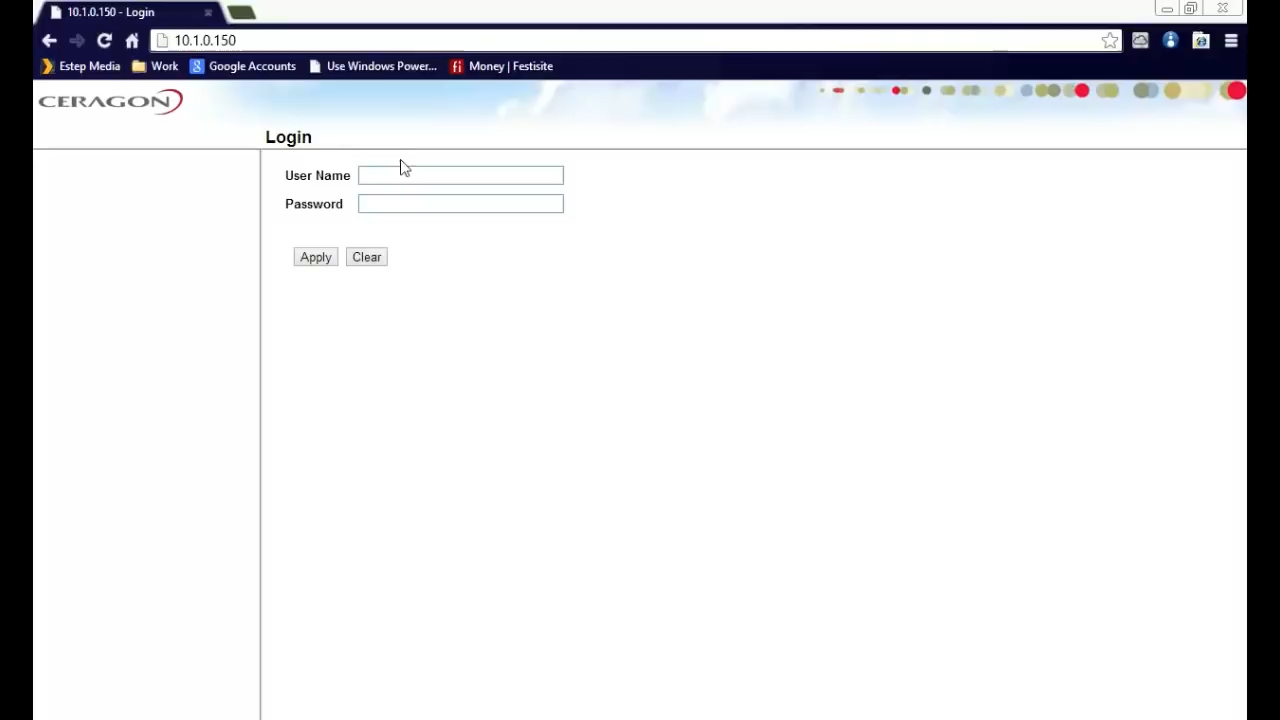 10.1.0.150 - Login
10.1.0.150
Estep Media Work Google Accounts Use Windows Power... Money | Festisite
CERAGON
Login
User Name
Password
Apply Clear